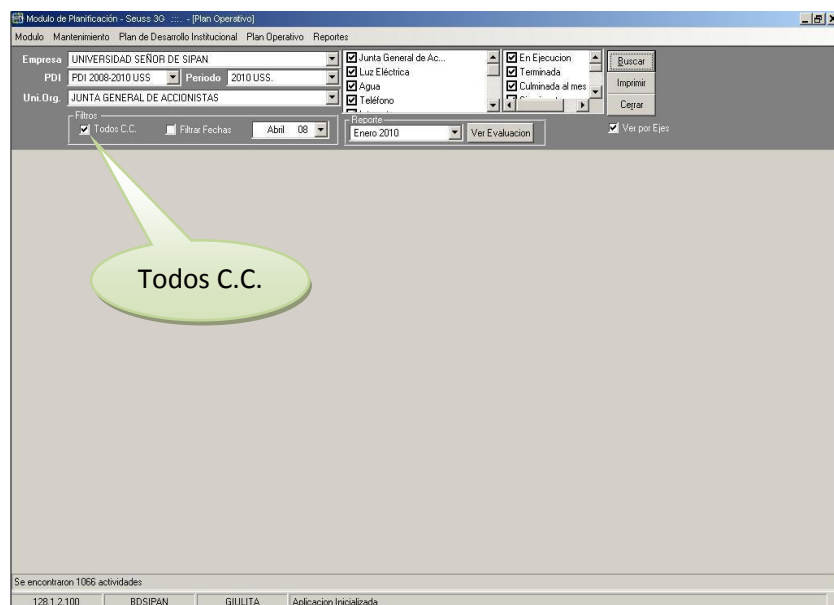 Modulo de Planificación - Seuss 3G .:::. - [Plan Operativo]
Modulo Mantenimiento Plan de Desarrollo Institucional Plan Operativo Reportes
Empresa UNIVERSIDAD SEÑOR DE SIPAN
PDI PDI 2008-2010 USS Periodo 2010 USS.
Uni.Org. JUNTA GENERAL DE ACCIONISTAS
Junta General de Ac...
Luz Eléctrica
Agua
Teléfono
En Ejecucion
Terminada
Culminada al mes
Buscar
Imprimir
Cerrar
Filtros
Todos C.C. Filtrar Fechas Abril 08
Reporte
Enero 2010 Ver Evaluacion
Ver por Ejes
Todos C.C.
Se encontraron 1066 actividades
128.1.2.100 BDSIPAN GIULITA Aplicacion Inicializada